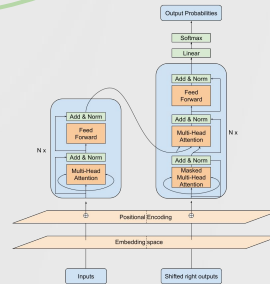 Output Probabilities
Softmax
Linear
Add & Norm
Feed
Forward
Add & Norm
Multi-Head
Attention
Add & Norm
Masked
Multi-Head
Attention
N x
Add & Norm
Feed
Forward
N x
Add & Norm
Multi-Head
Attention
Positional Encoding
Embedding space
Inputs
Shifted right outputs